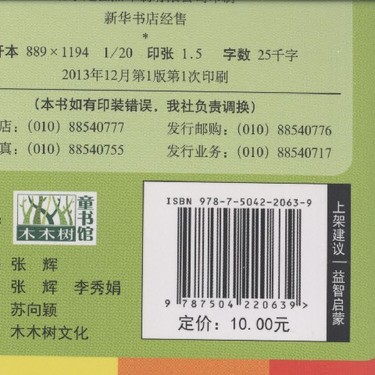 新华书店经售
*
开本 889×1194 1/20 印张 1.5 字数 25千字
2013年12月第1版第1次印刷
（本书如有印装错误，我社负责调换）
店：(010) 88540777 发行邮购：(010) 88540776
真：(010) 88540755 发行业务：(010) 88540717
木木树
童书馆
张 辉
张 辉 李秀娟
苏向颖
木木树文化
ISBN 978-7-5042-2063-9
9 787504 220639 >
定价：10.00元
上架建议｜益智启蒙